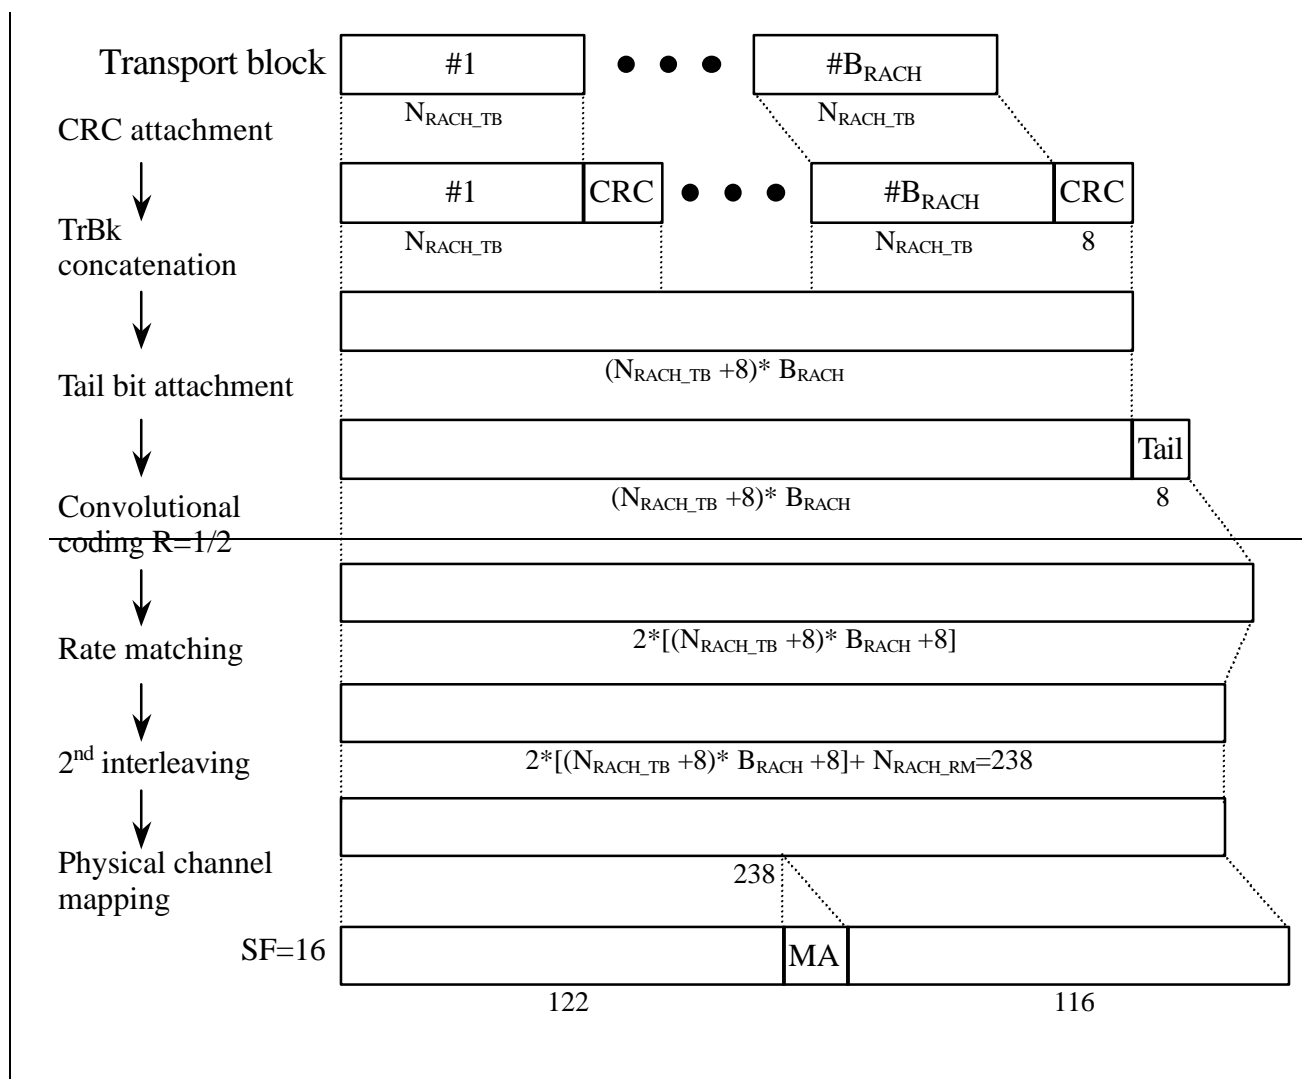 Transport block #1 • • • #B_RACH
N_RACH_TB N_RACH_TB
CRC attachment
#1 CRC • • • #B_RACH CRC
TrBk
concatenation
N_RACH_TB N_RACH_TB 8
(N_RACH_TB +8)* B_RACH
Tail bit attachment
Tail
(N_RACH_TB +8)* B_RACH 8
Convolutional
coding R=1/2
2*[(N_RACH_TB +8)* B_RACH +8]
Rate matching
2*[(N_RACH_TB +8)* B_RACH +8]+ N_RACH_RM=238
2nd interleaving
238
Physical channel
mapping
SF=16 MA
122 116